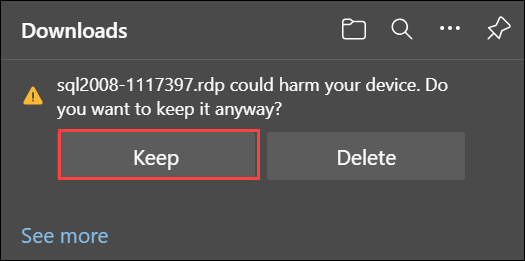 Downloads
sql2008-1117397.rdp could harm your device. Do
you want to keep it anyway?
Keep
Delete
See more